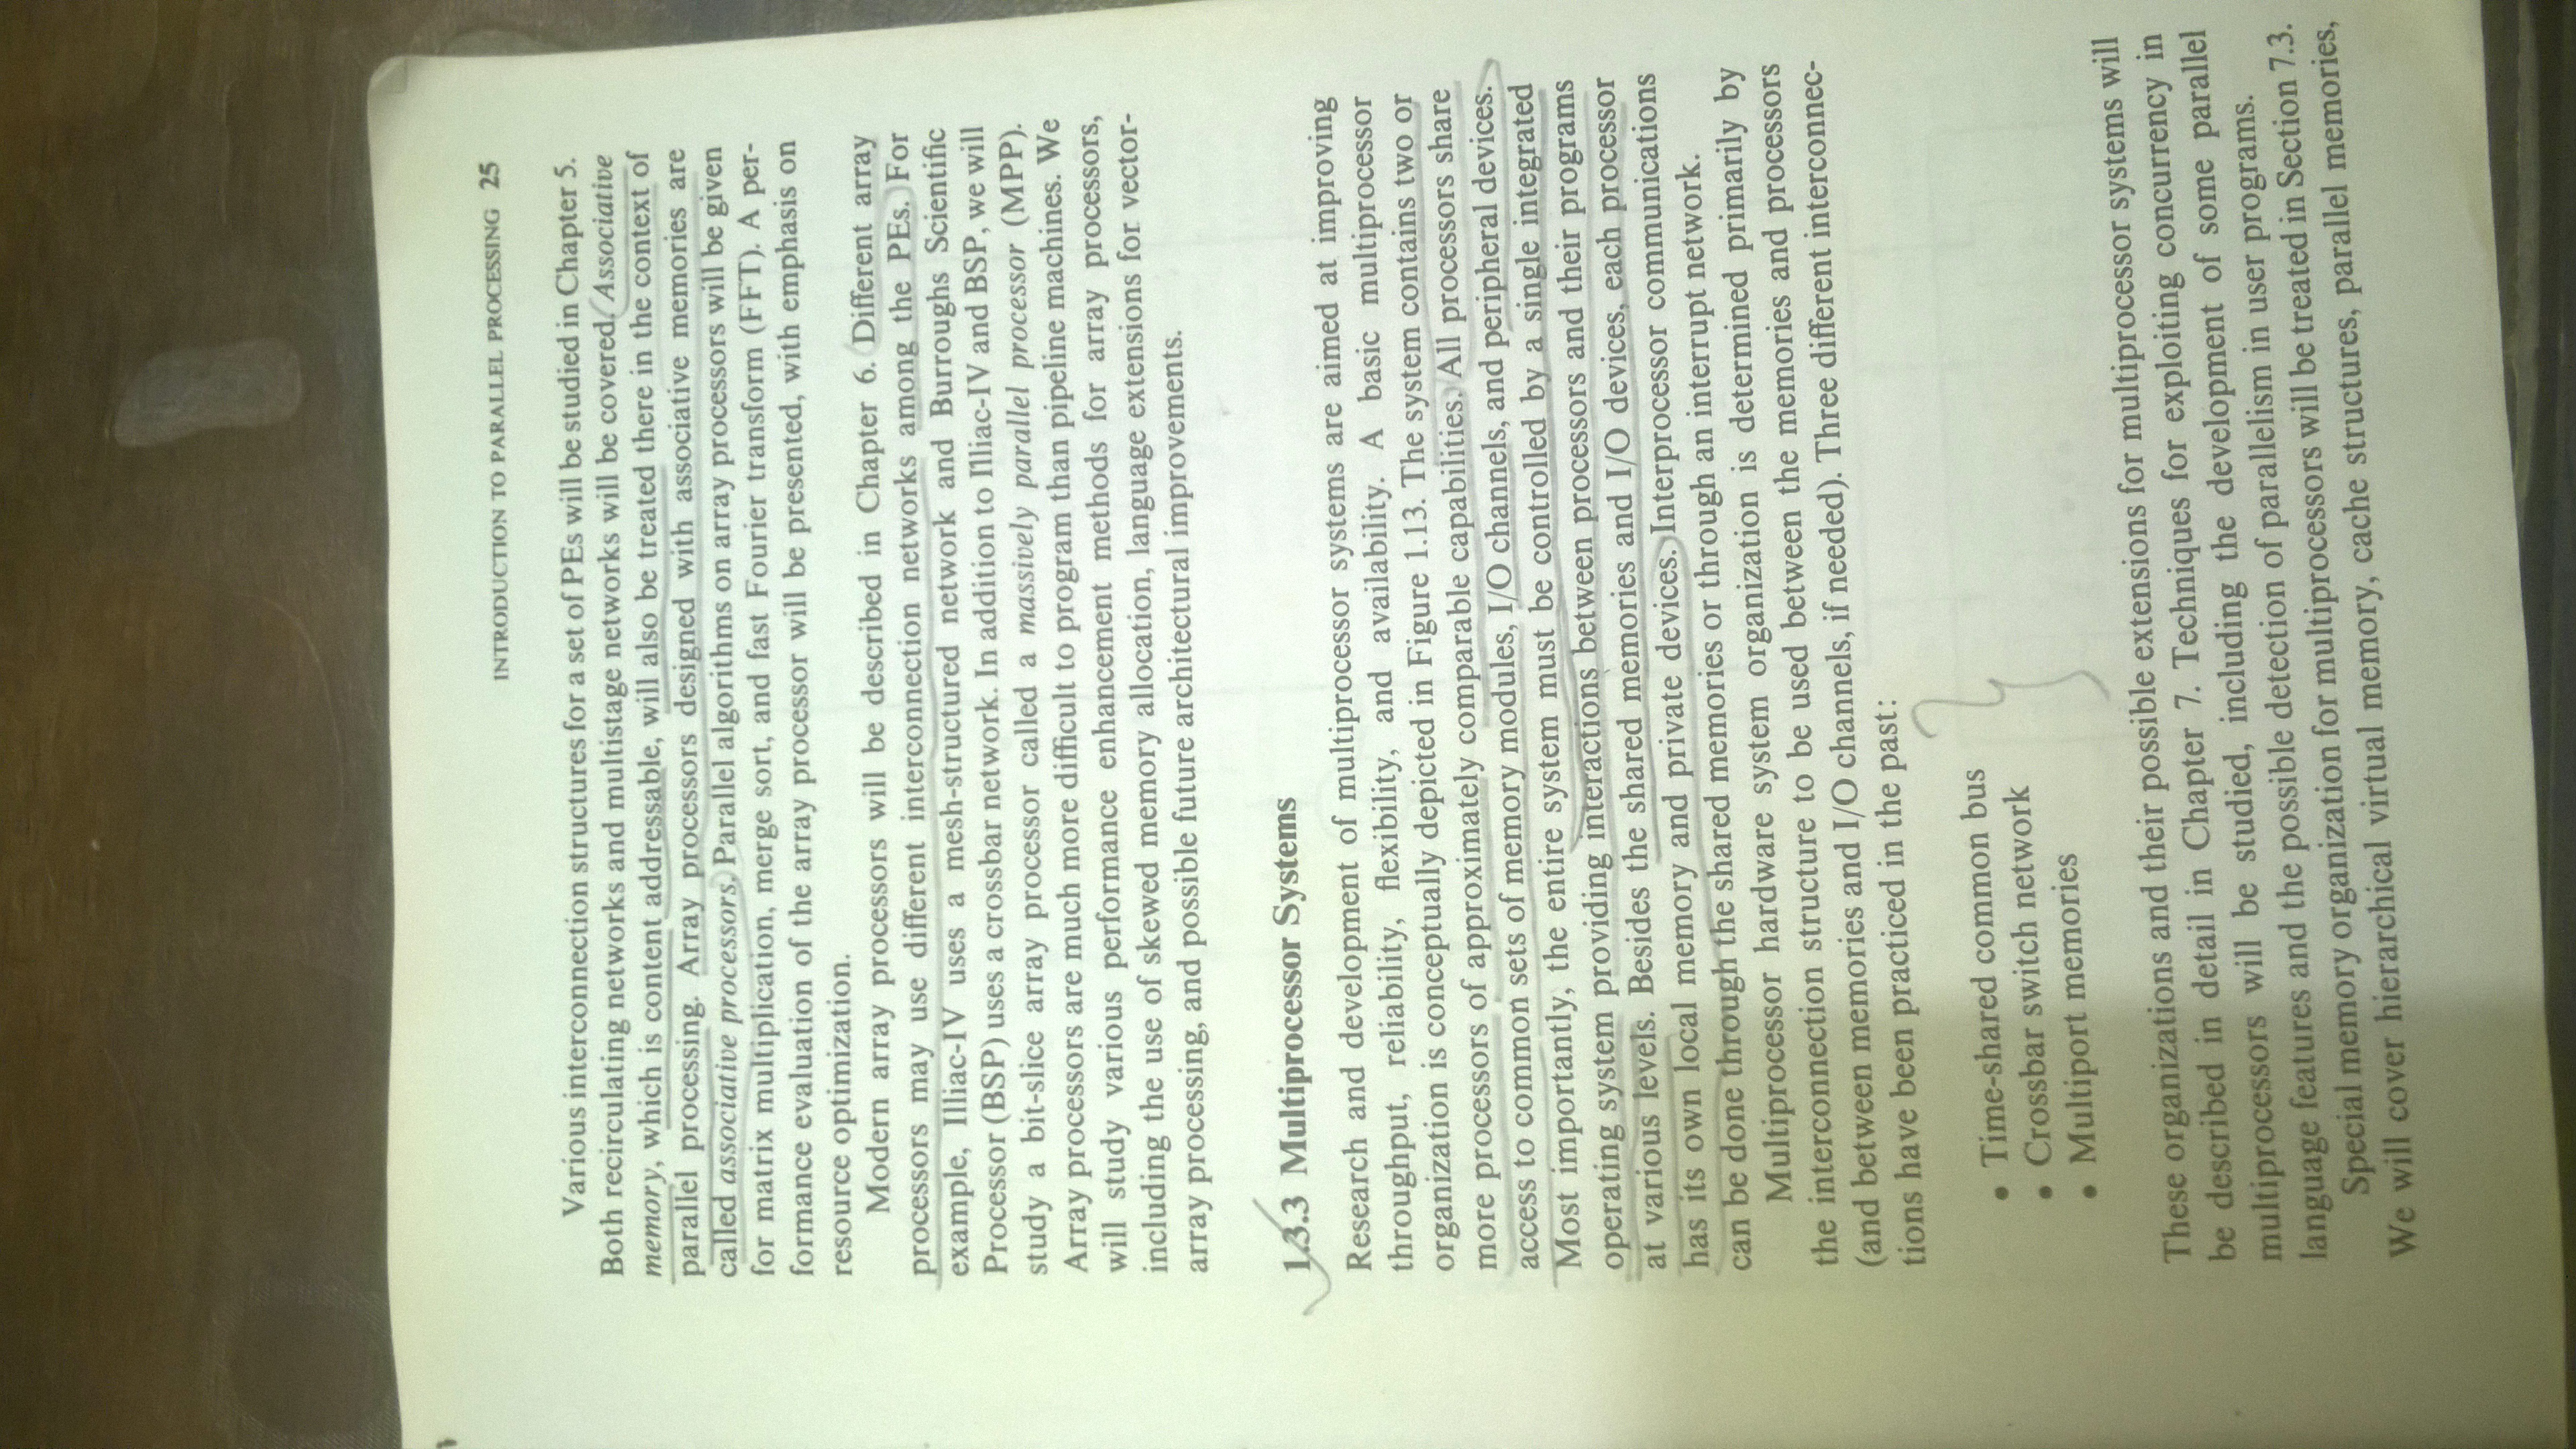 INTRODUCTION TO PARALLEL PROCESSING 25
Various interconnection structures for a set of PEs will be studied in Chapter 5.
Both recirculating networks and multistage networks will be covered. Associative
memory, which is content addressable, will also be treated there in the context of
parallel processing. Array processors designed with associative memories are
called associative processors. Parallel algorithms on array processors will be given
for matrix multiplication, merge sort, and fast Fourier transform (FFT). A per-
formance evaluation of the array processor will be presented, with emphasis on
resource optimization.
Modern array processors will be described in Chapter 6. Different array
processors may use different interconnection networks among the PEs. For
example, Illiac-IV uses a mesh-structured network and Burroughs Scientific
Processor (BSP) uses a crossbar network. In addition to Illiac-IV and BSP, we will
study a bit-slice array processor called a massively parallel processor (MPP).
Array processors are much more difficult to program than pipeline machines. We
will study various performance enhancement methods for array processors,
including the use of skewed memory allocation, language extensions for vector-
array processing, and possible future architectural improvements.
1.3.3 Multiprocessor Systems
Research and development of multiprocessor systems are aimed at improving
throughput, reliability, flexibility, and availability. A basic multiprocessor
organization is conceptually depicted in Figure 1.13. The system contains two or
more processors of approximately comparable capabilities. All processors share
access to common sets of memory modules, I/O channels, and peripheral devices.
Most importantly, the entire system must be controlled by a single integrated
operating system providing interactions between processors and their programs
at various levels. Besides the shared memories and I/O devices, each processor
has its own local memory and private devices. Interprocessor communications
can be done through the shared memories or through an interrupt network.
Multiprocessor hardware system organization is determined primarily by
the interconnection structure to be used between the memories and processors
(and between memories and I/O channels, if needed). Three different interconnec-
tions have been practiced in the past:
• Time-shared common bus
• Crossbar switch network
• Multiport memories
These organizations and their possible extensions for multiprocessor systems will
be described in detail in Chapter 7. Techniques for exploiting concurrency in
multiprocessors will be studied, including the development of some parallel
language features and the possible detection of parallelism in user programs.
Special memory organization for multiprocessors will be treated in Section 7.3.
We will cover hierarchical virtual memory, cache structures, parallel memories,